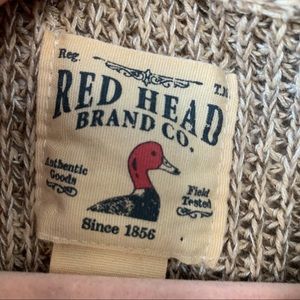 Reg. T.M.
RED HEAD
BRAND CO.
Authentic Field
Goods Tested
Since 1856